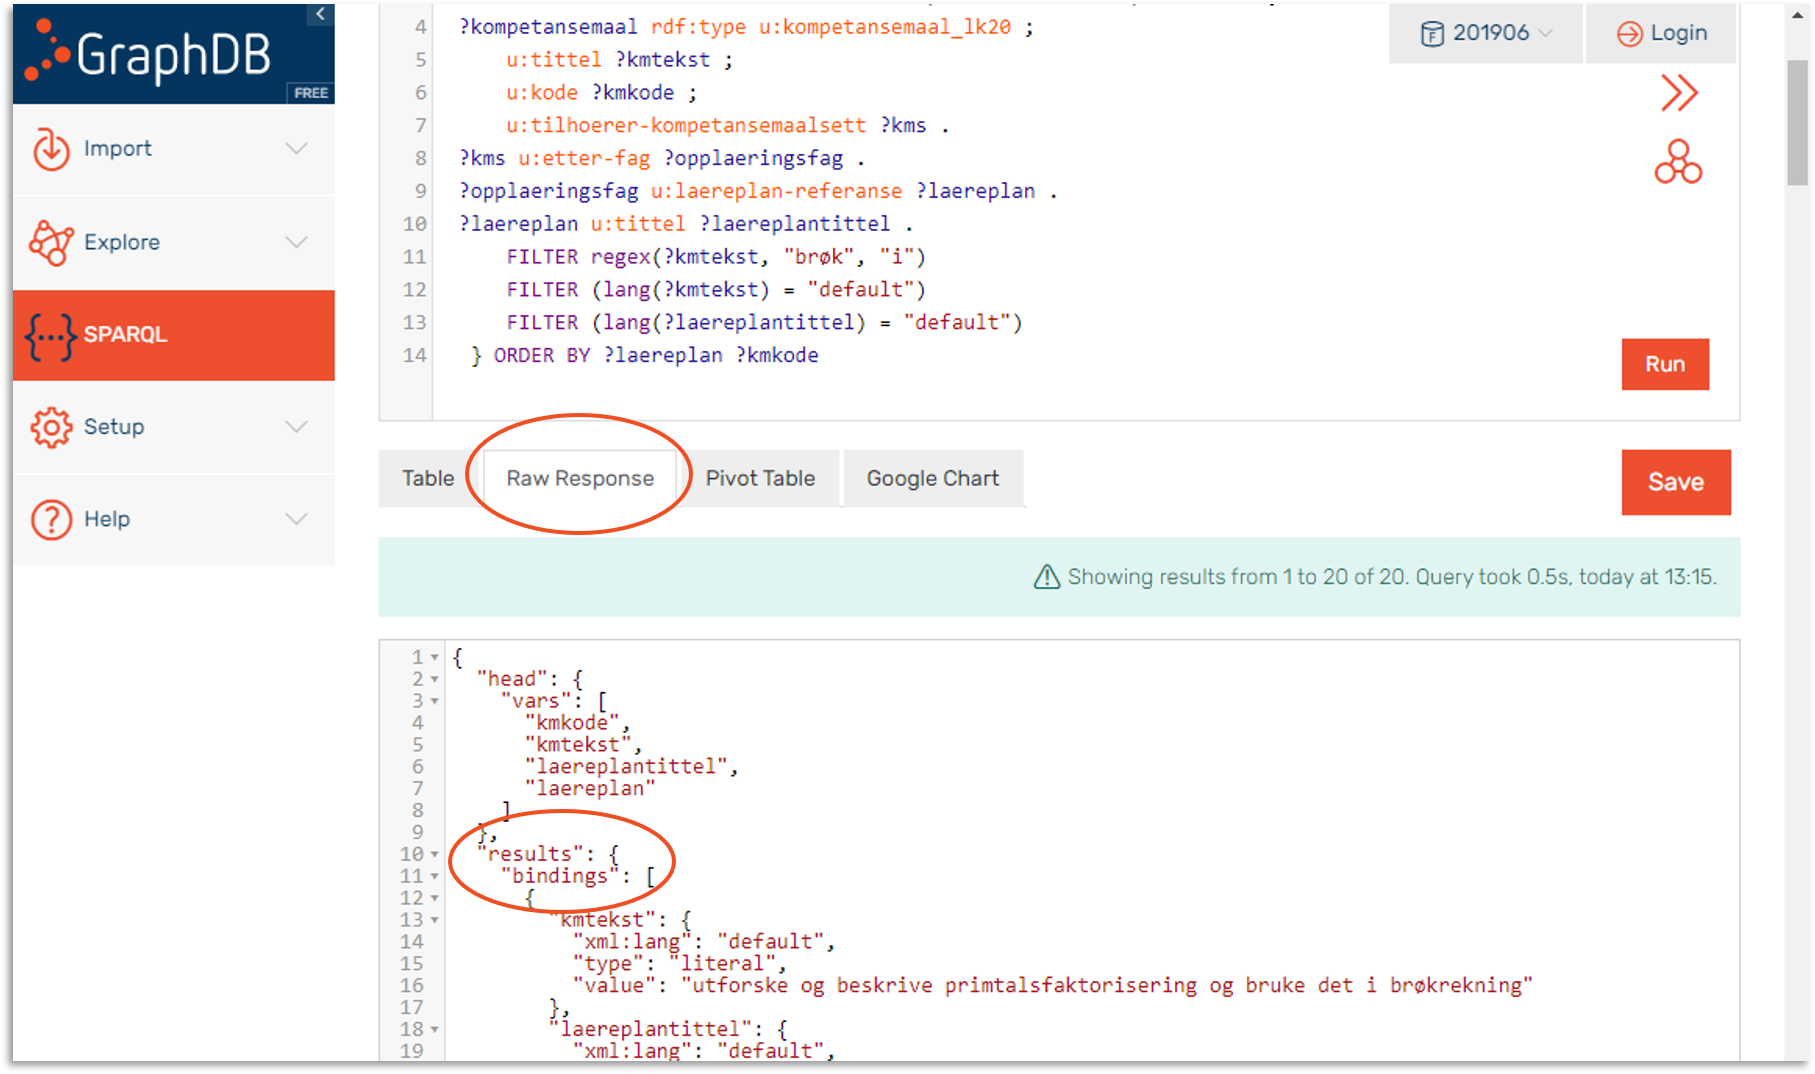 GraphDB
FREE
Import
Explore
SPARQL
Setup
Help
201906
Login
4 ?kompetansemaal rdf:type u:kompetansemaal_lk20 ;
5 u:tittel ?kmtekst ;
6 u:kode ?kmkode ;
7 u:tilhoerer-kompetansemaalsett ?kms .
8 ?kms u:etter-fag ?opplaeringsfag .
9 ?opplaeringsfag u:laereplan-referanse ?laereplan .
10 ?laereplan u:tittel ?laereplantittel .
11 FILTER regex(?kmtekst, "brøk", "i")
12 FILTER (lang(?kmtekst) = "default")
13 FILTER (lang(?laereplantittel) = "default")
14 } ORDER BY ?laereplan ?kmkode
Run
Table Raw Response Pivot Table Google Chart
Save
Showing results from 1 to 20 of 20. Query took 0.5s, today at 13:15.
1 {
2 "head": {
3 "vars": [
4 "kmkode",
5 "kmtekst",
6 "laereplantittel",
7 "laereplan"
8 ]
9 },
10 "results": {
11 "bindings": [
12 {
13 "kmtekst": {
14 "xml:lang": "default",
15 "type": "literal",
16 "value": "utforske og beskrive primtalsfaktorisering og bruke det i brøkrekning"
17 },
18 "laereplantittel": {
19 "xml:lang": "default",